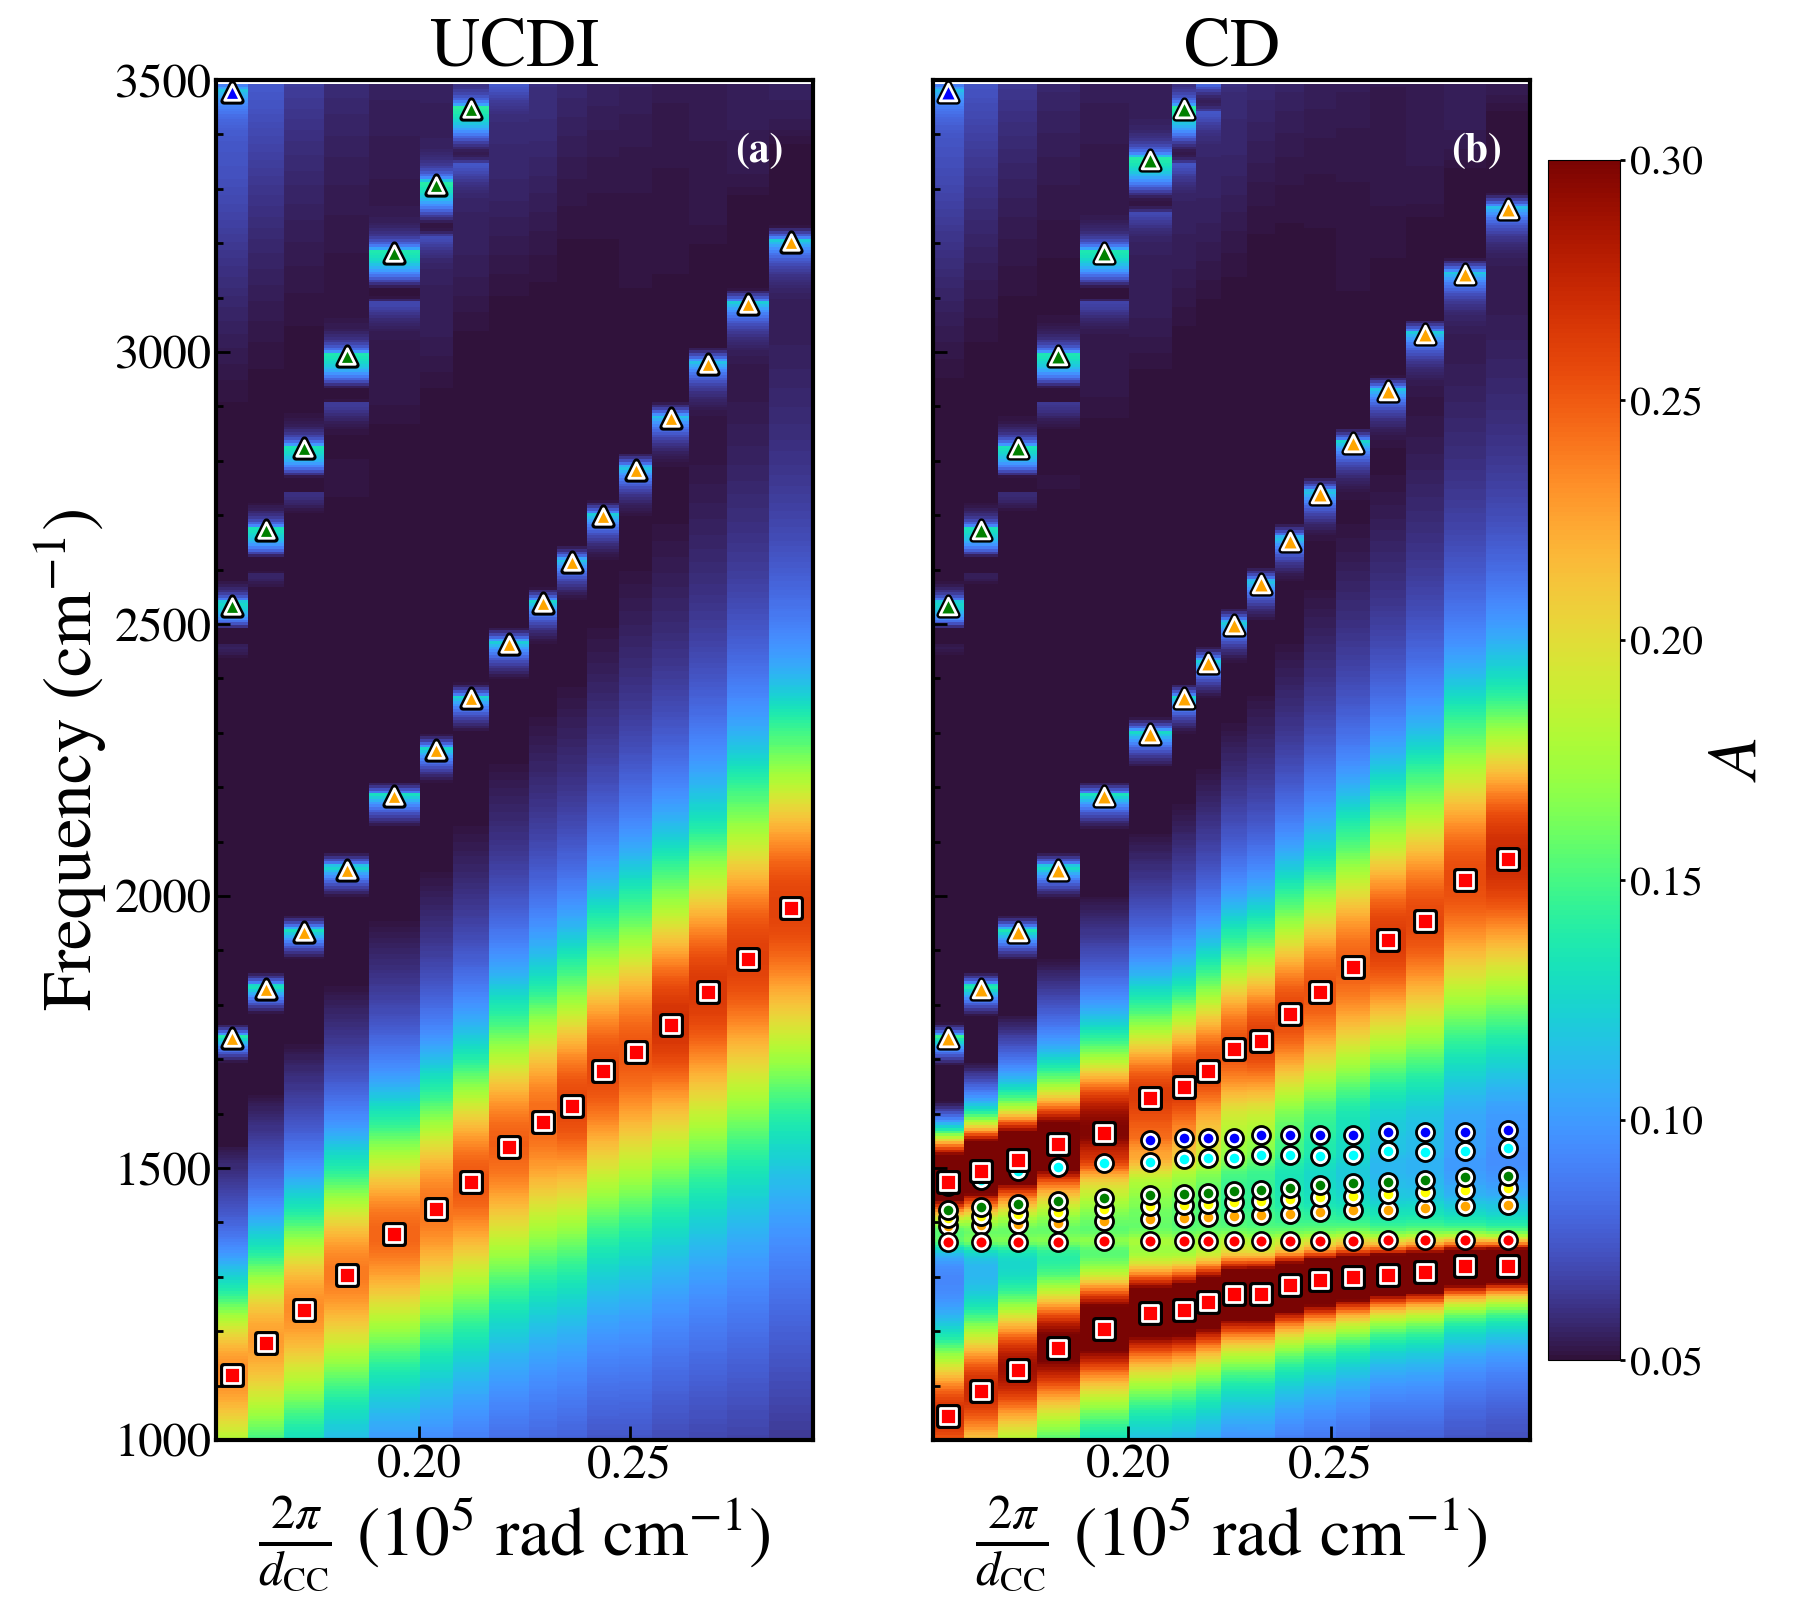 UCDI
CD
3500
3000
2500
2000
1500
1000
Frequency (cm⁻¹)
(a)
(b)
0.20
0.25
0.20
0.25
2π/d_CC (10⁵ rad cm⁻¹)
2π/d_CC (10⁵ rad cm⁻¹)
0.30
0.25
0.20
0.15
0.10
0.05
A